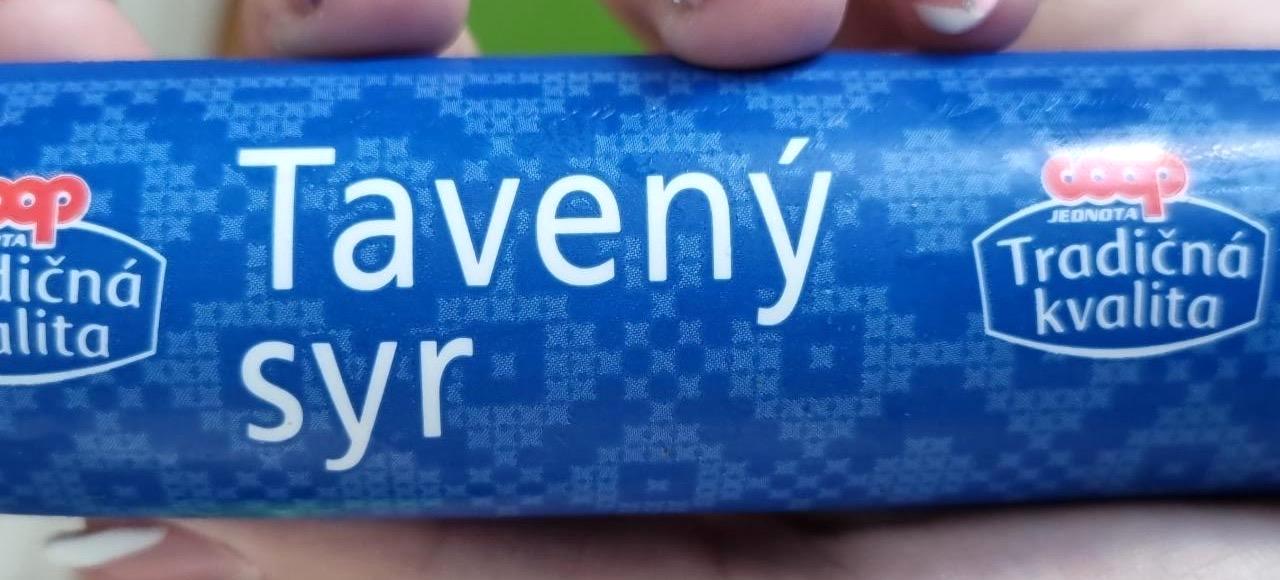 Tavený
syr
coop
JEDNOTA
Tradičná
kvalita